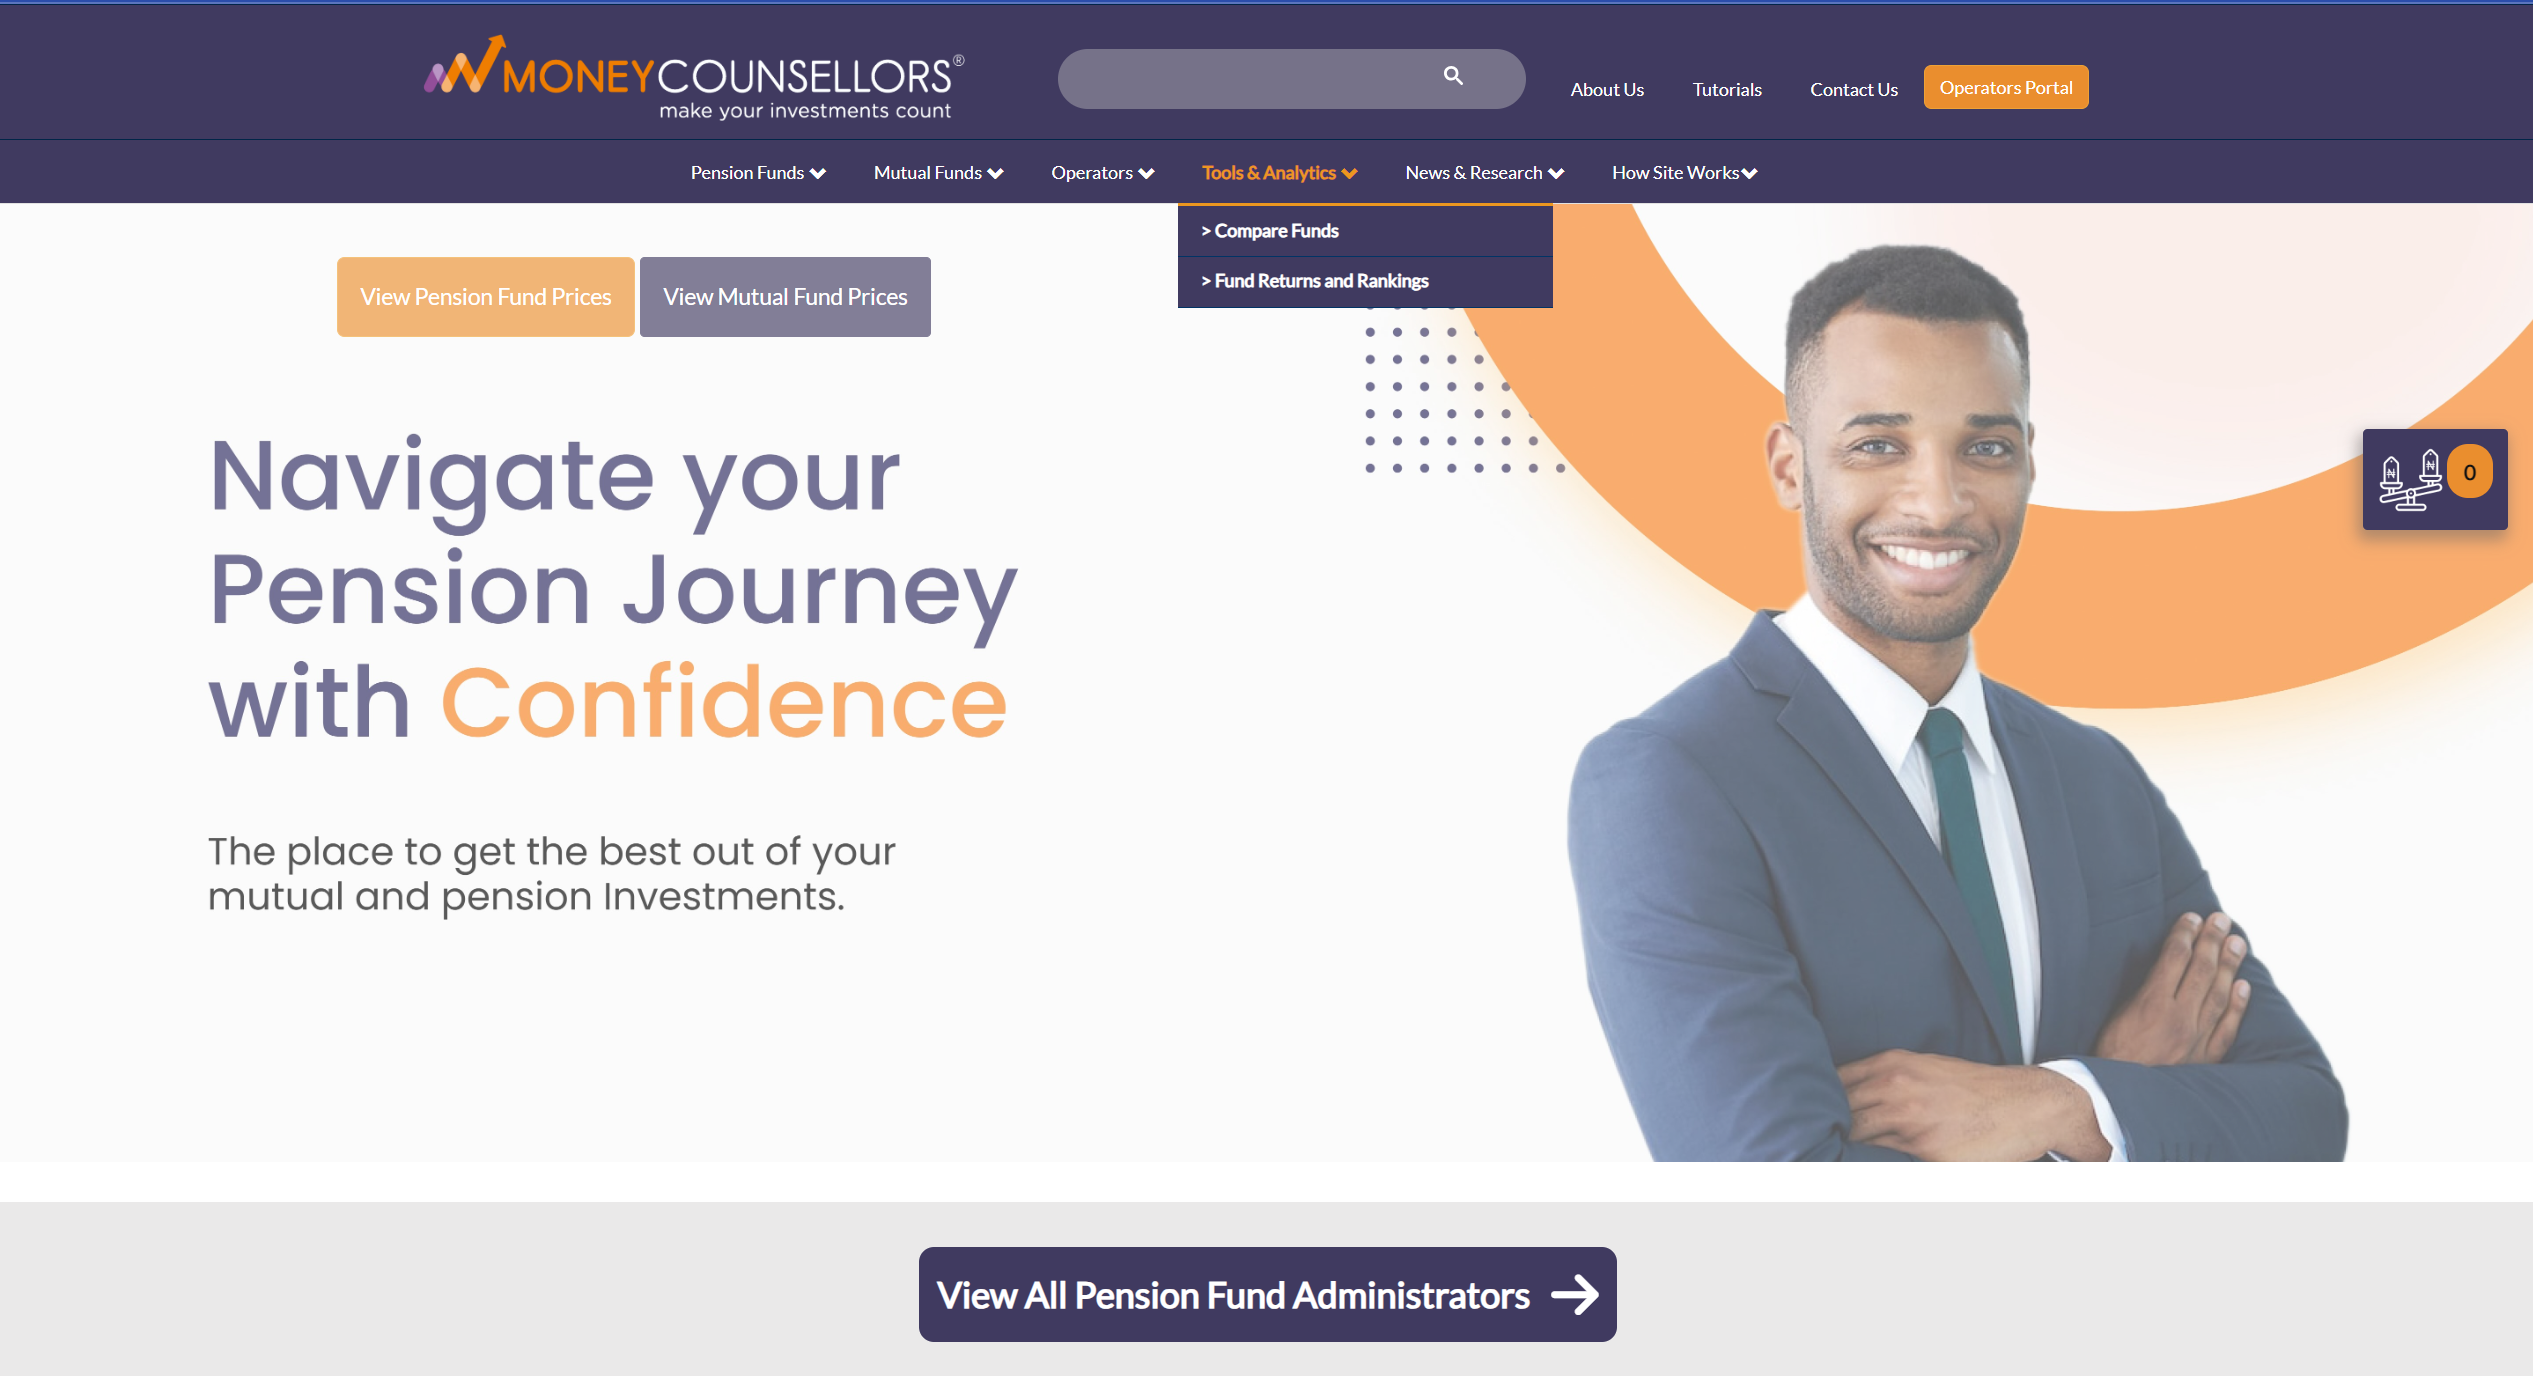 MONEYCOUNSELLORS®
make your investments count
About Us
Tutorials
Contact Us
Operators Portal
Pension Funds
Mutual Funds
Operators
Tools & Analytics
News & Research
How Site Works
> Compare Funds
> Fund Returns and Rankings
View Pension Fund Prices
View Mutual Fund Prices
Navigate your
Pension Journey
with Confidence
The place to get the best out of your
mutual and pension Investments.
₦ ₦ 0
View All Pension Fund Administrators